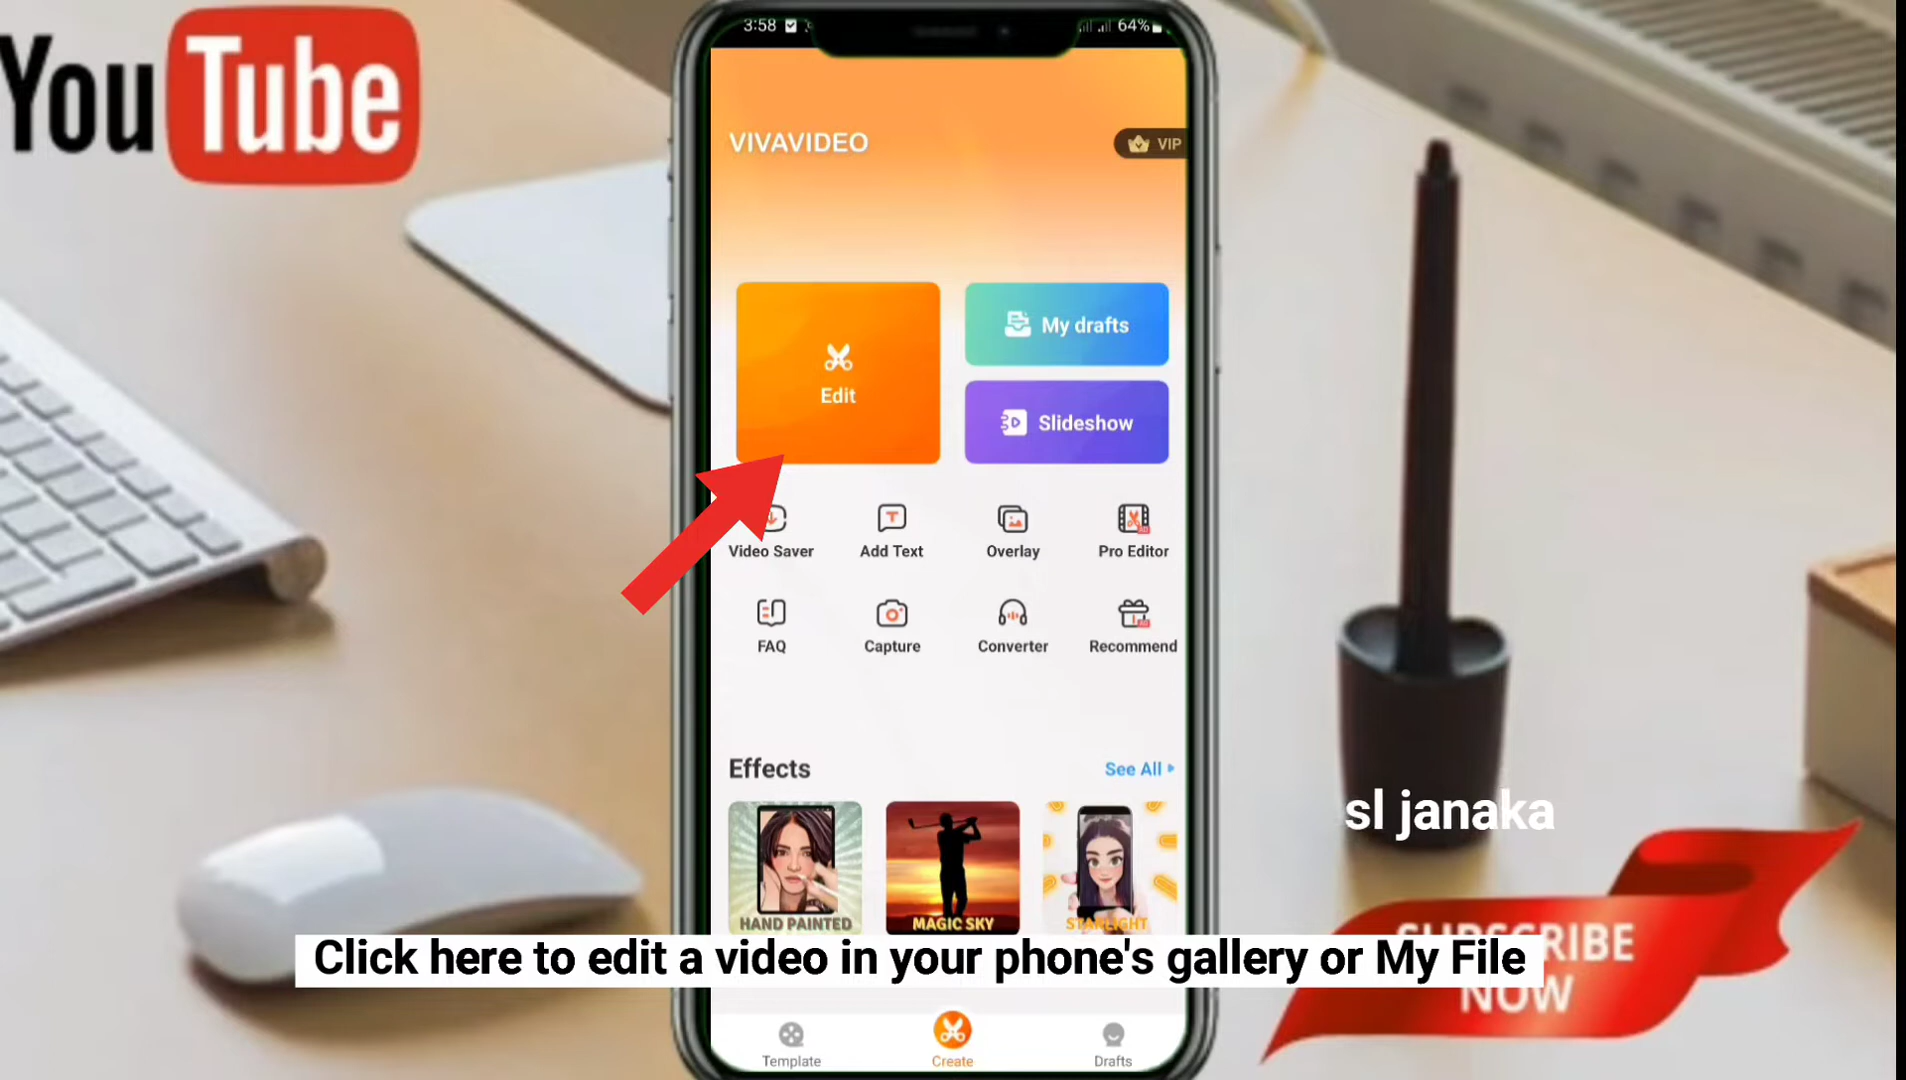 YouTube
3:58
64%
VIVAVIDEO
VIP
Edit
My drafts
Slideshow
Video Saver
Add Text
Overlay
Pro Editor
FAQ
Capture
Converter
Recommend
Effects
See All
HAND PAINTED
MAGIC SKY
STARLIGHT
sl janaka
SUBSCRIBE
NOW
Click here to edit a video in your phone's gallery or My File
Template
Create
Drafts